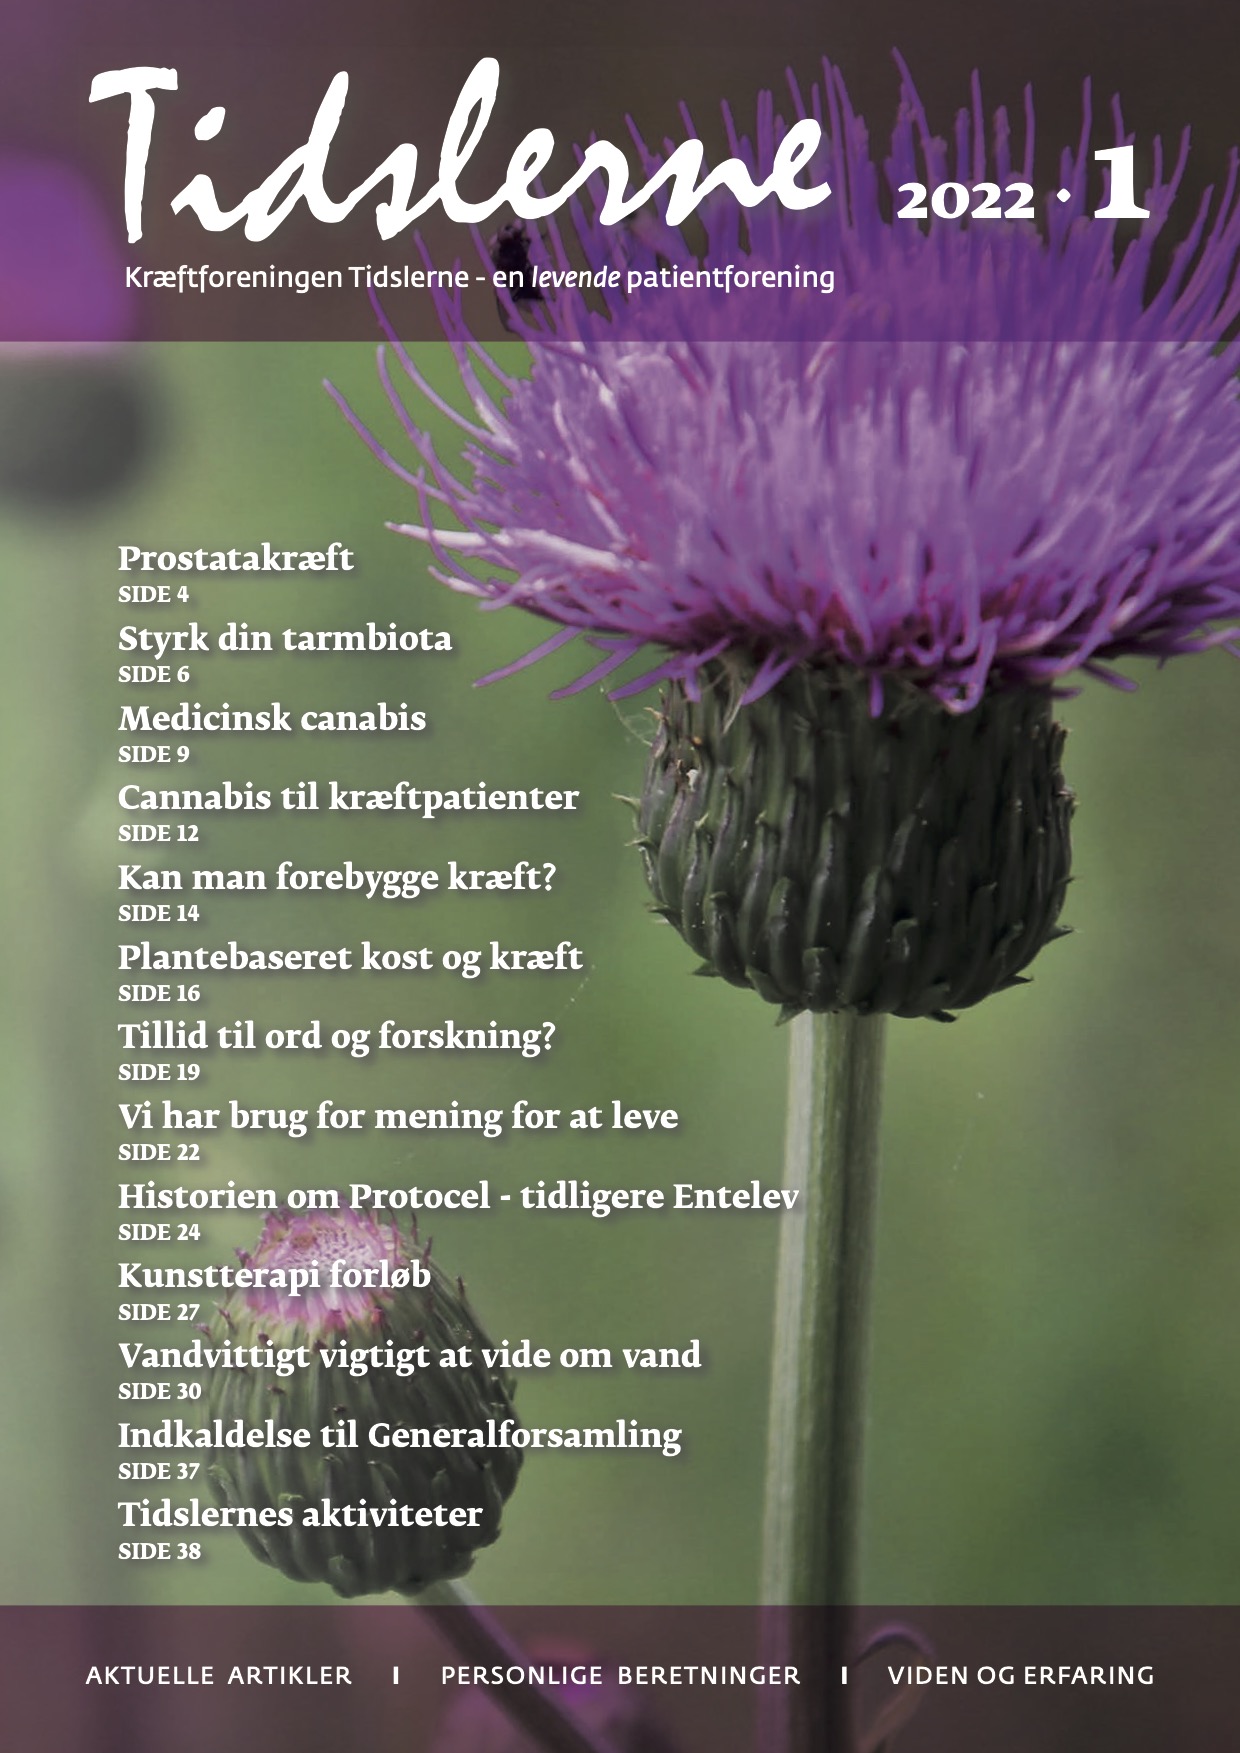 Tidslerne 2022 · 1
Kræftforeningen Tidslerne - en levende patientforening
Prostatakræft
SIDE 4
Styrk din tarmbiota
SIDE 6
Medicinsk canabis
SIDE 9
Cannabis til kræftpatienter
SIDE 12
Kan man forebygge kræft?
SIDE 14
Plantebaseret kost og kræft
SIDE 16
Tillid til ord og forskning?
SIDE 19
Vi har brug for mening for at leve
SIDE 22
Historien om Protocel - tidligere Entelev
SIDE 24
Kunstterapi forløb
SIDE 27
Vandvittigt vigtigt at vide om vand
SIDE 30
Indkaldelse til Generalforsamling
SIDE 37
Tidslernes aktiviteter
SIDE 38
AKTUELLE ARTIKLER I PERSONLIGE BERETNINGER I VIDEN OG ERFARING